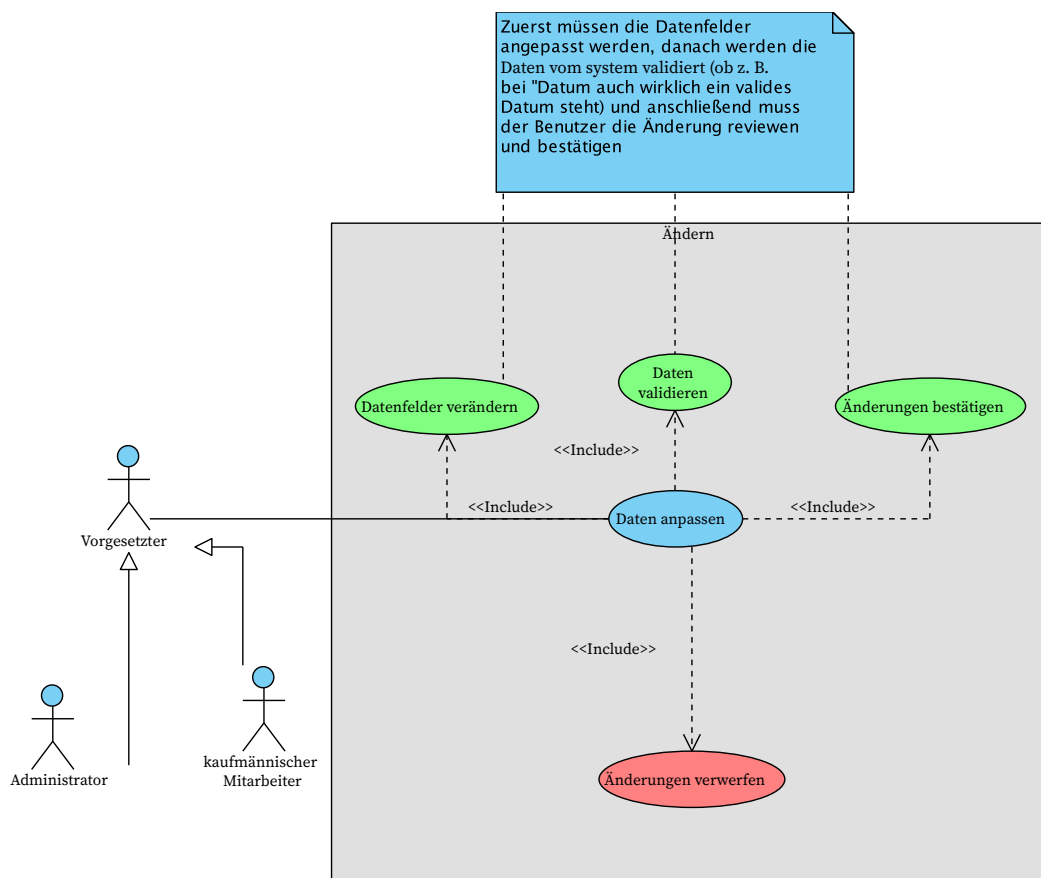 Zuerst müssen die Datenfelder
angepasst werden, danach werden die
Daten vom system validiert (ob z. B.
bei "Datum auch wirklich ein valides
Datum steht) und anschließend muss
der Benutzer die Änderung reviewen
und bestätigen
Ändern
Daten
validieren
Datenfelder verändern
Änderungen bestätigen
<<Include>>
<<Include>>
<<Include>>
Daten anpassen
Vorgesetzter
<<Include>>
kaufmännischer
Mitarbeiter
Administrator
Änderungen verwerfen